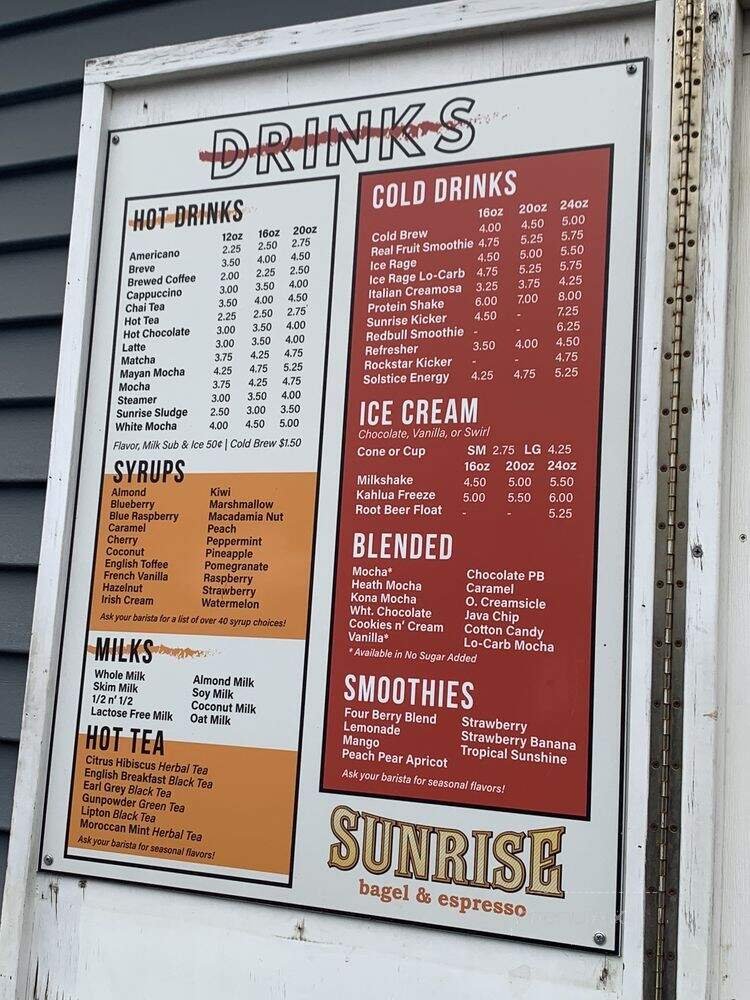 DRINKS
HOT DRINKS
12oz 16oz 20oz
Americano 2.25 2.50 2.75
Breve 3.50 4.00 4.50
Brewed Coffee 2.00 2.25 2.50
Cappuccino 3.00 3.50 4.00
Chai Tea 3.50 4.00 4.50
Hot Tea 2.25 2.50 2.75
Hot Chocolate 3.00 3.50 4.00
Latte 3.00 3.50 4.00
Matcha 3.75 4.25 4.75
Mayan Mocha 4.25 4.75 5.25
Mocha 3.75 4.25 4.75
Steamer 3.00 3.50 4.00
Sunrise Sludge 2.50 3.00 3.50
White Mocha 4.00 4.50 5.00
Flavor, Milk Sub & Ice 50¢ | Cold Brew $1.50
SYRUPS
Almond
Blueberry
Blue Raspberry
Caramel
Cherry
Coconut
English Toffee
French Vanilla
Hazelnut
Irish Cream
Kiwi
Marshmallow
Macadamia Nut
Peach
Peppermint
Pineapple
Pomegranate
Raspberry
Strawberry
Watermelon
Ask your barista for a list of over 40 syrup choices!
MILKS
Whole Milk
Skim Milk
1/2 n' 1/2
Lactose Free Milk
Almond Milk
Soy Milk
Coconut Milk
Oat Milk
HOT TEA
Citrus Hibiscus Herbal Tea
English Breakfast Black Tea
Earl Grey Black Tea
Gunpowder Green Tea
Lipton Black Tea
Moroccan Mint Herbal Tea
Ask your barista for seasonal flavors!
COLD DRINKS
16oz 20oz 24oz
Cold Brew 4.00 4.50 5.00
Real Fruit Smoothie 4.75 5.25 5.75
Ice Rage 4.50 5.00 5.50
Ice Rage Lo-Carb 4.75 5.25 5.75
Italian Creamosa 3.25 3.75 4.25
Protein Shake 6.00 7.00 8.00
Sunrise Kicker 4.50 - 7.25
Redbull Smoothie - - 6.25
Refresher 3.50 4.00 4.50
Rockstar Kicker - - 4.75
Solstice Energy 4.25 4.75 5.25
ICE CREAM
Chocolate, Vanilla, or Swirl
Cone or Cup SM 2.75 LG 4.25
16oz 20oz 24oz
Milkshake 4.50 5.00 5.50
Kahlua Freeze 5.00 5.50 6.00
Root Beer Float - - 5.25
BLENDED
Mocha*
Heath Mocha
Kona Mocha
Wht. Chocolate
Cookies n' Cream
Vanilla*
Chocolate PB
Caramel
O. Creamsicle
Java Chip
Cotton Candy
Lo-Carb Mocha
* Available in No Sugar Added
SMOOTHIES
Four Berry Blend
Lemonade
Mango
Peach Pear Apricot
Strawberry
Strawberry Banana
Tropical Sunshine
Ask your barista for seasonal flavors!
SUNRISE
bagel & espresso